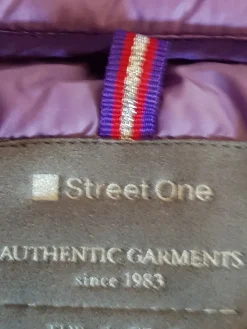 Street One
AUTHENTIC GARMENTS
since 1983